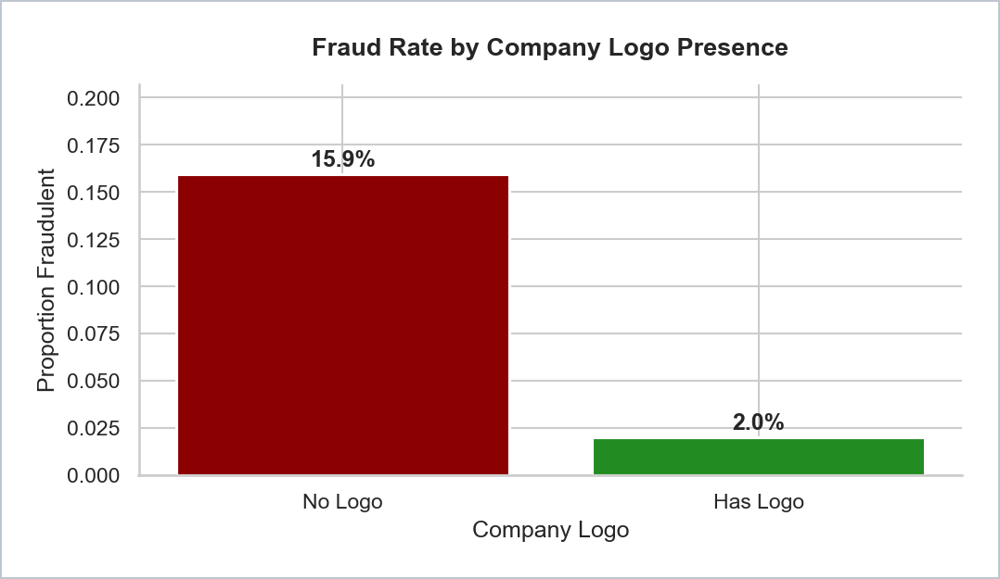 Fraud Rate by Company Logo Presence
Proportion Fraudulent
0.200
0.175
0.150
0.125
0.100
0.075
0.050
0.025
0.000
15.9%
2.0%
No Logo
Has Logo
Company Logo